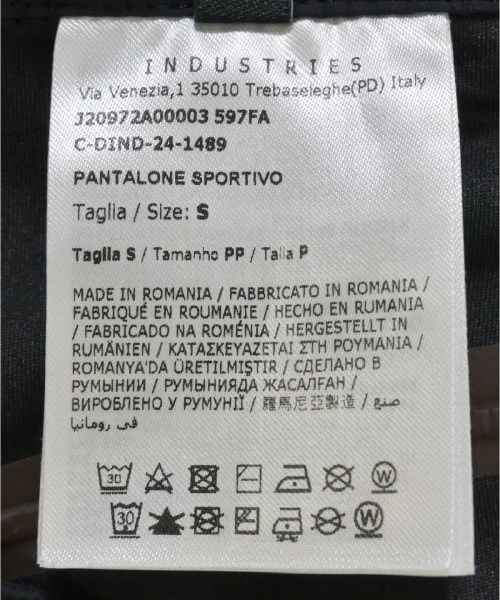 INDUSTRIES
Via Venezia,1 35010 Trebaseleghe(PD) Italy
J20972A00003 597FA
C-DIND-24-1489
PANTALONE SPORTIVO
Taglia / Size: S
Taglia S / Tamanho PP / Talla P
MADE IN ROMANIA / FABBRICATO IN ROMANIA /
FABRIQUÉ EN ROUMANIE / HECHO EN RUMANIA
/ FABRICADO NA ROMÉNIA / HERGESTELLT IN
RUMÄNIEN / ΚΑΤΑΣΚΕΥΑΖΕΤΑΙ ΣΤΗ ΡΟΥΜΑΝΙΑ /
ROMANYA'DA ÜRETILMIŞTIR / СДЕЛАНО В
РУМЫНИИ / РУМЫНИЯДА ЖАСАЛҒАН /
ВИРОБЛЕНО У РУМУНІЇ / 羅馬尼亞製造 / صنع
في رومانيا
30 W
30 W